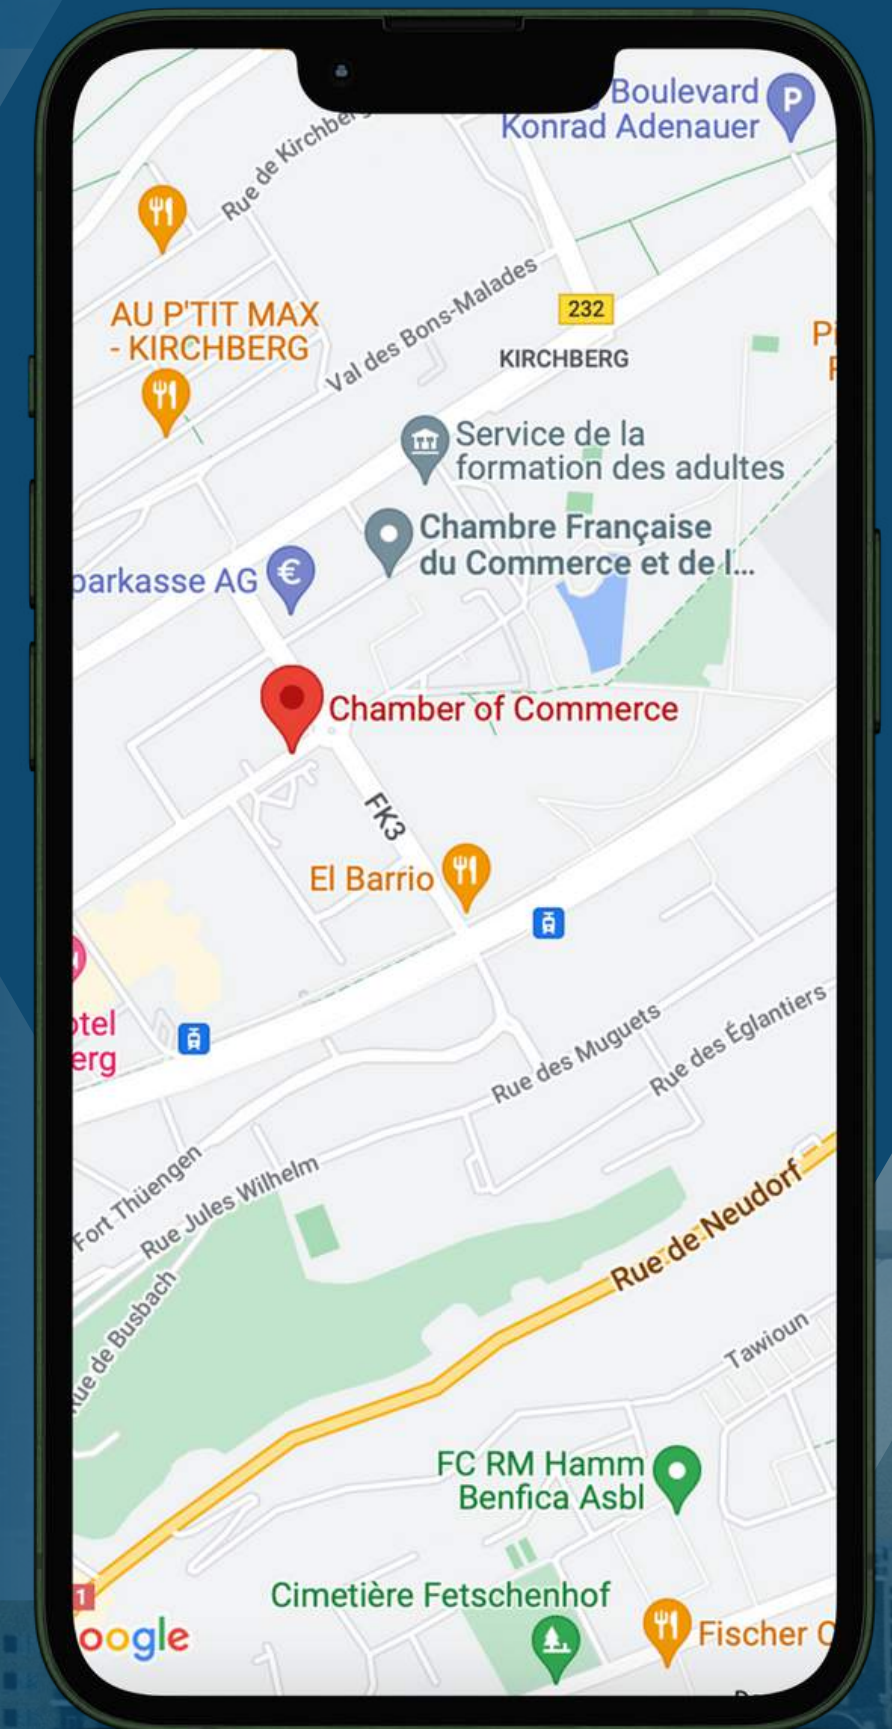 Boulevard
Konrad Adenauer
P
Rue de Kirchberg
AU P'TIT MAX
- KIRCHBERG
Val des Bons-Malades
232
KIRCHBERG
Service de la
formation des adultes
Chambre Française
du Commerce et de l...
parkasse AG
€
Chamber of Commerce
FK3
El Barrio
otel
erg
Rue des Muguets
Rue des Églantiers
Fort Thüengen
Rue Jules Wilhelm
Rue de Busbach
Rue de Neudorf
Tawioun
FC RM Hamm
Benfica Asbl
Cimetière Fetschenhof
1
oogle
Fischer